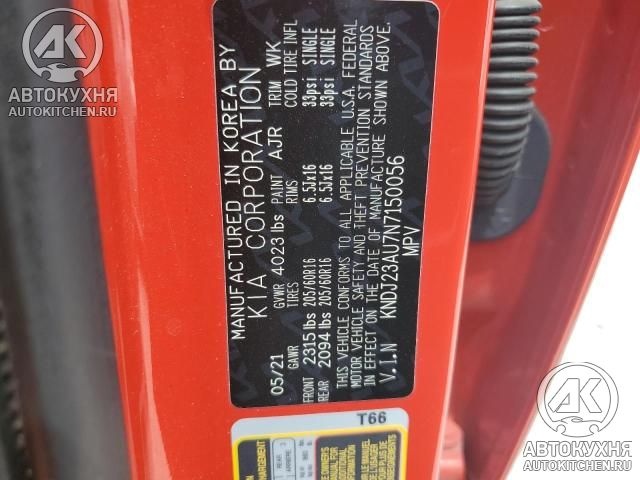 MANUFACTURED IN KOREA BY
KIA CORPORATION
05/21 GVWR 4023 lbs PAINT AJR TRIM WK
GAWR TIRES RIMS COLD TIRE INFL
FRONT 2315 lbs 205/60R16 6.5JX16 33psi SINGLE
REAR 2094 lbs 205/60R16 6.5JX16 33psi SINGLE
THIS VEHICLE CONFORMS TO ALL APPLICABLE U.S.A. FEDERAL
MOTOR VEHICLE SAFETY AND THEFT PREVENTION STANDARDS
IN EFFECT ON THE DATE OF MANUFACTURE SHOWN ABOVE.
V.I.N KNDJ23AU7N7150056
MPV
T66
АВТОКУХНЯ
AUTOKITCHEN.RU
АВТОКУХНЯ
AUTOKITCHEN.RU